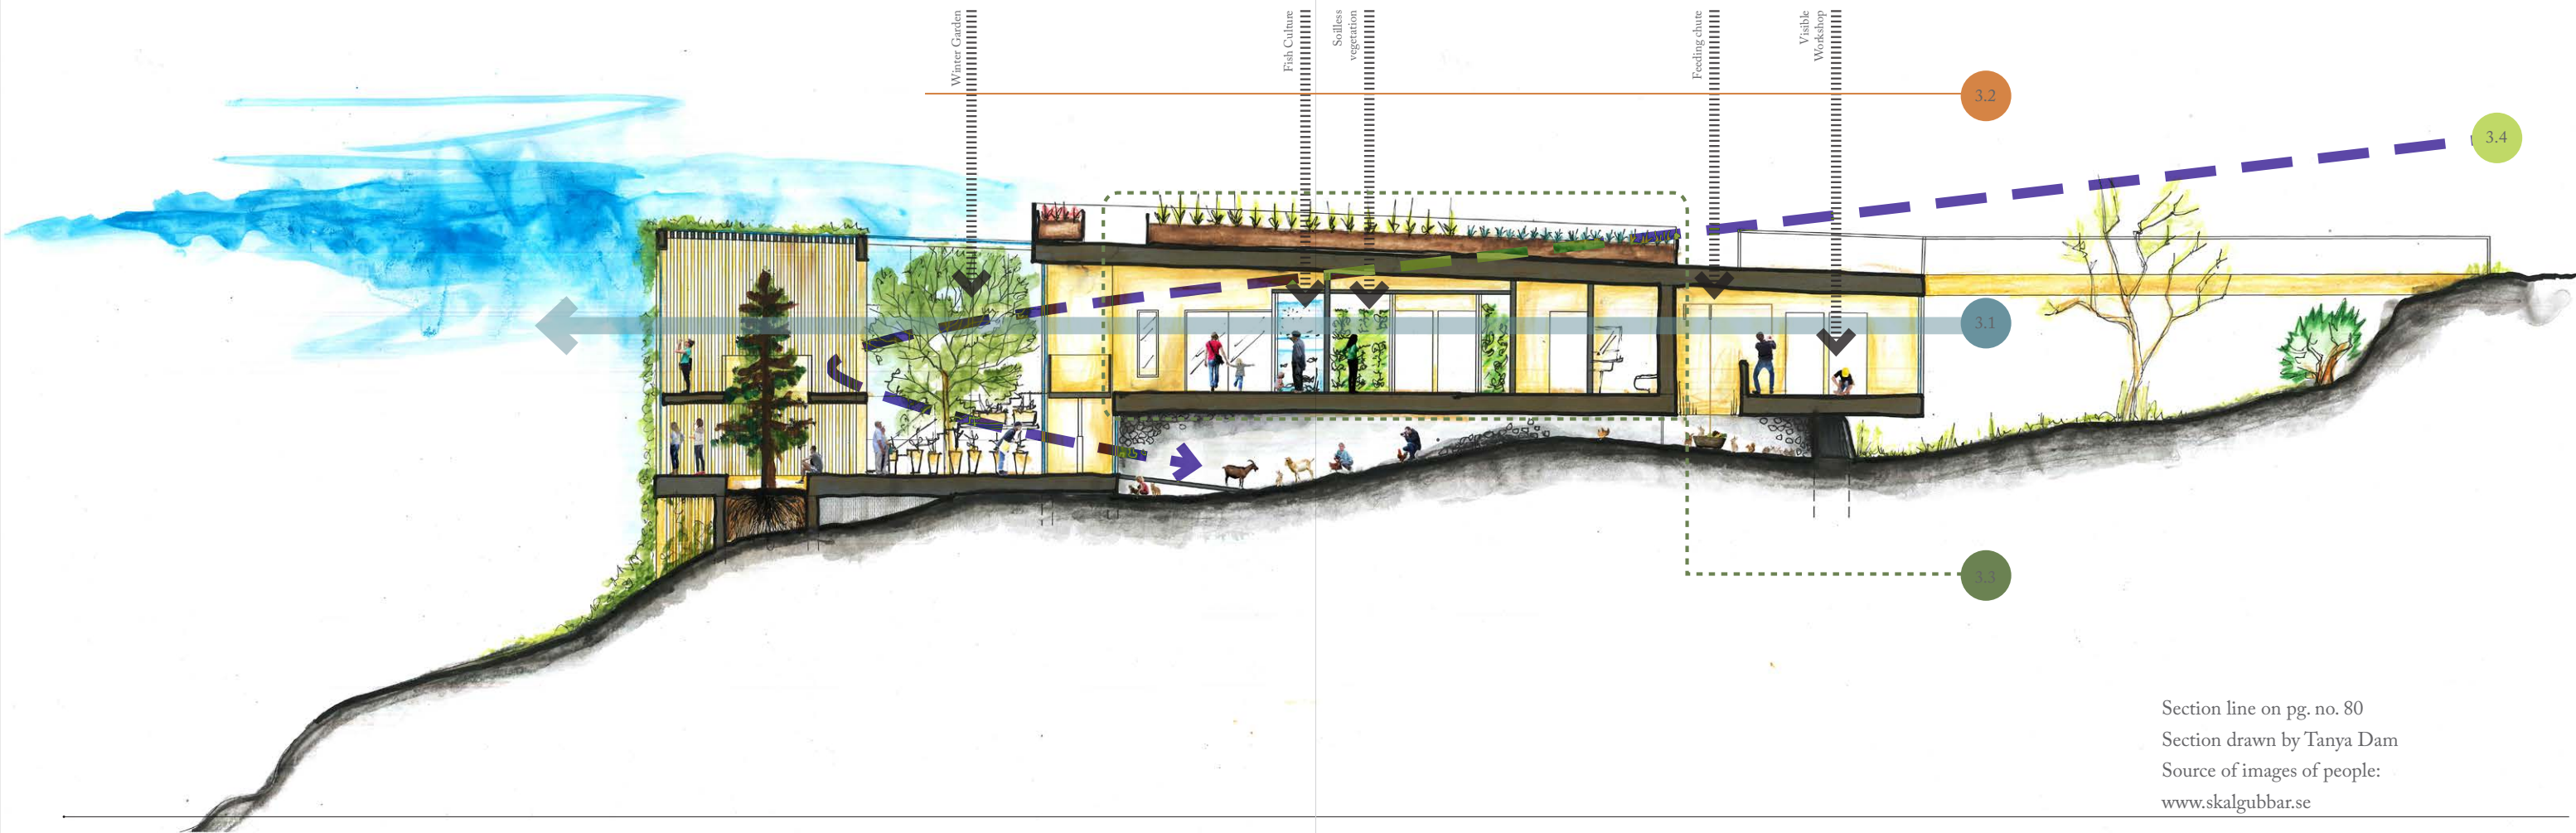 Winter Garden
Fish Culture
Soilless
vegetation
Feeding chute
Visible
Workshop
3.2
3.4
3.1
3.3
Section line on pg. no. 80
Section drawn by Tanya Dam
Source of images of people:
www.skalgubbar.se